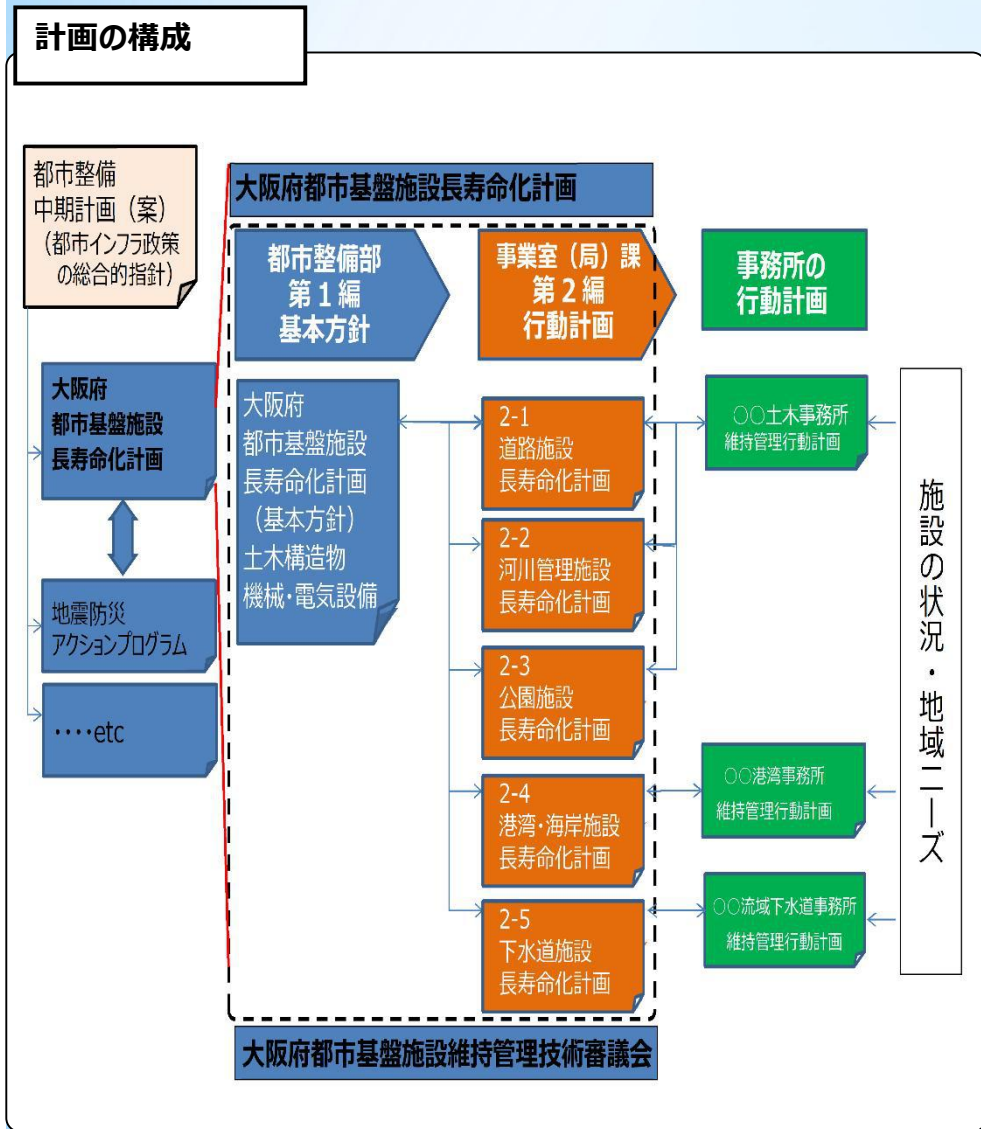 計画の構成
都市整備
中期計画（案）
（都市インフラ政策
の総合的指針）
大阪府
都市基盤施設
長寿命化計画
地震防災
アクションプログラム
‥‥etc
大阪府都市基盤施設長寿命化計画
都市整備部
第１編
基本方針
事業室（局）課
第２編
行動計画
事務所の
行動計画
大阪府
都市基盤施設
長寿命化計画
（基本方針）
土木構造物
機械・電気設備
2-1
道路施設
長寿命化計画
2-2
河川管理施設
長寿命化計画
2-3
公園施設
長寿命化計画
2-4
港湾・海岸施設
長寿命化計画
2-5
下水道施設
長寿命化計画
○○土木事務所
維持管理行動計画
○○港湾事務所
維持管理行動計画
○○流域下水道事務所
維持管理行動計画
施設の状況・地域ニーズ
大阪府都市基盤施設維持管理技術審議会